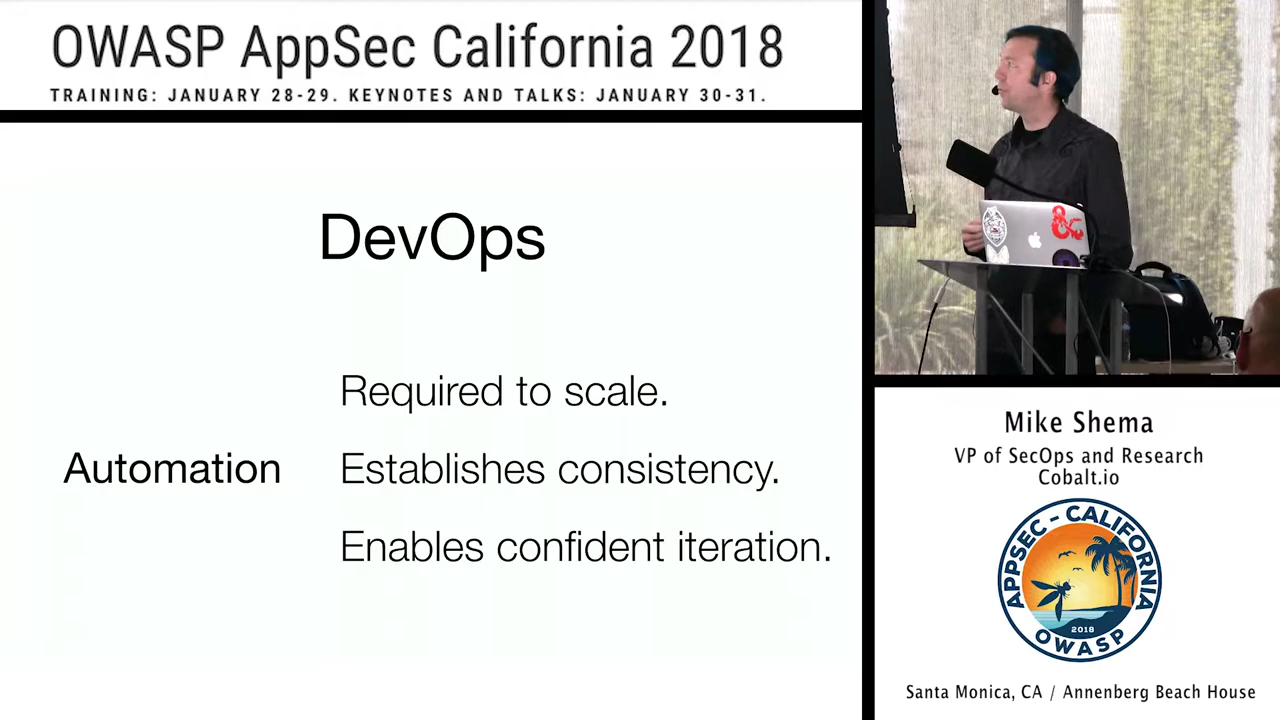 OWASP AppSec California 2018
TRAINING: JANUARY 28-29. KEYNOTES AND TALKS: JANUARY 30-31.
DevOps
Required to scale.
Automation
Establishes consistency.
Enables confident iteration.
Mike Shema
VP of SecOps and Research
Cobalt.io
APPSEC - CALIFORNIA
2018
OWASP
Santa Monica, CA / Annenberg Beach House